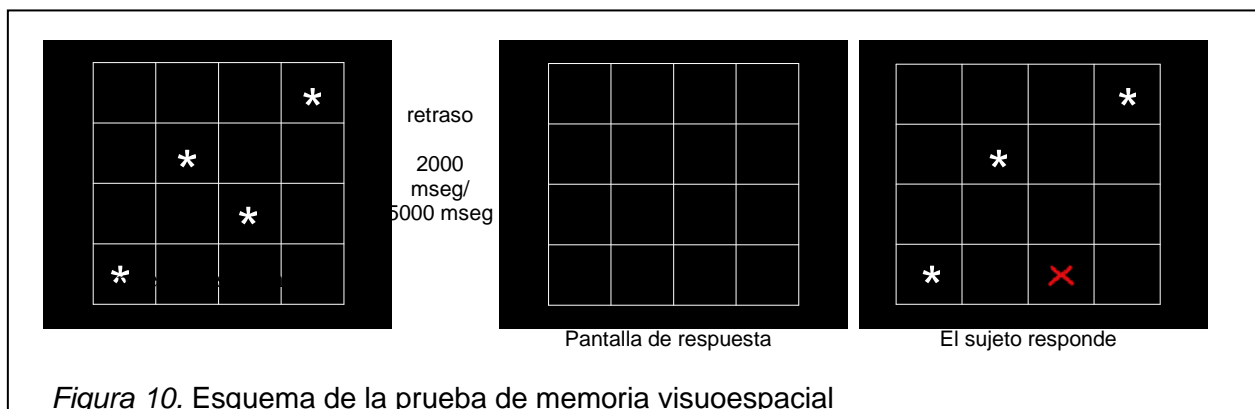 retraso
2000
mseg/
5000 mseg
Pantalla de respuesta
El sujeto responde
Figura 10. Esquema de la prueba de memoria visuoespacial